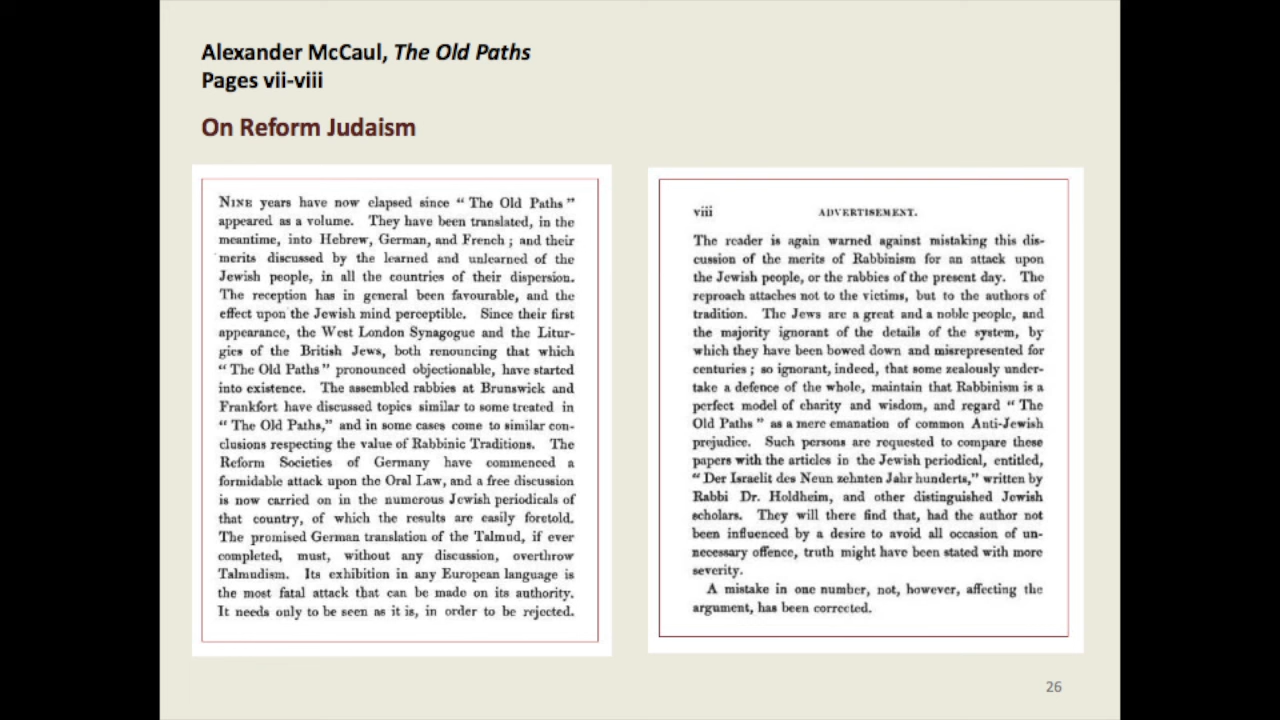 Alexander McCaul, The Old Paths
Pages vii-viii
On Reform Judaism
NINE years have now elapsed since “ The Old Paths ”
appeared as a volume. They have been translated, in the
meantime, into Hebrew, German, and French ; and their
merits discussed by the learned and unlearned of the
Jewish people, in all the countries of their dispersion.
The reception has in general been favourable, and the
effect upon the Jewish mind perceptible. Since their first
appearance, the West London Synagogue and the Litur-
gies of the British Jews, both renouncing that which
“ The Old Paths ” pronounced objectionable, have started
into existence. The assembled rabbies at Brunswick and
Frankfort have discussed topics similar to some treated in
“ The Old Paths,” and in some cases come to similar con-
clusions respecting the value of Rabbinic Traditions. The
Reform Societies of Germany have commenced a
formidable attack upon the Oral Law, and a free discussion
is now carried on in the numerous Jewish periodicals of
that country, of which the results are easily foretold.
The promised German translation of the Talmud, if ever
completed, must, without any discussion, overthrow
Talmudism. Its exhibition in any European language is
the most fatal attack that can be made on its authority.
It needs only to be seen as it is, in order to be rejected.
viii ADVERTISEMENT.
The reader is again warned against mistaking this dis-
cussion of the merits of Rabbinism for an attack upon
the Jewish people, or the rabbies of the present day. The
reproach attaches not to the victims, but to the authors of
tradition. The Jews are a great and a noble people, and
the majority ignorant of the details of the system, by
which they have been bowed down and misrepresented for
centuries ; so ignorant, indeed, that some zealously under-
take a defence of the whole, maintain that Rabbinism is a
perfect model of charity and wisdom, and regard “ The
Old Paths ” as a mere emanation of common Anti-Jewish
prejudice. Such persons are requested to compare these
papers with the articles in the Jewish periodical, entitled,
“ Der Israelit des Neun zehnten Jahr hunderts,” written by
Rabbi Dr. Holdheim, and other distinguished Jewish
scholars. They will there find that, had the author not
been influenced by a desire to avoid all occasion of un-
necessary offence, truth might have been stated with more
severity.
A mistake in one number, not, however, affecting the
argument, has been corrected.
26